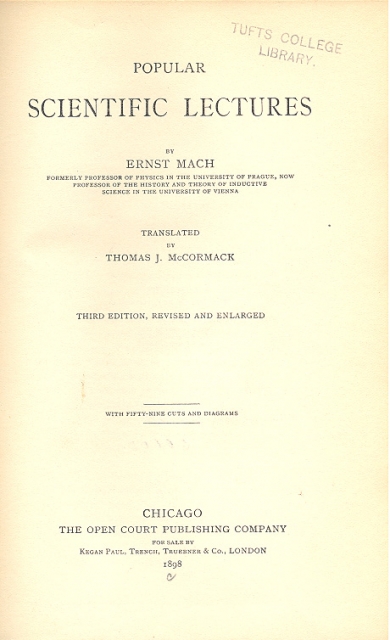 TUFTS COLLEGE
LIBRARY.
POPULAR
SCIENTIFIC LECTURES
BY
ERNST MACH
FORMERLY PROFESSOR OF PHYSICS IN THE UNIVERSITY OF PRAGUE, NOW
PROFESSOR OF THE HISTORY AND THEORY OF INDUCTIVE
SCIENCE IN THE UNIVERSITY OF VIENNA
TRANSLATED
BY
THOMAS J. McCORMACK
THIRD EDITION, REVISED AND ENLARGED
WITH FIFTY-NINE CUTS AND DIAGRAMS
CHICAGO
THE OPEN COURT PUBLISHING COMPANY
FOR SALE BY
KEGAN PAUL, TRENCH, TRUEBNER & CO., LONDON
1898